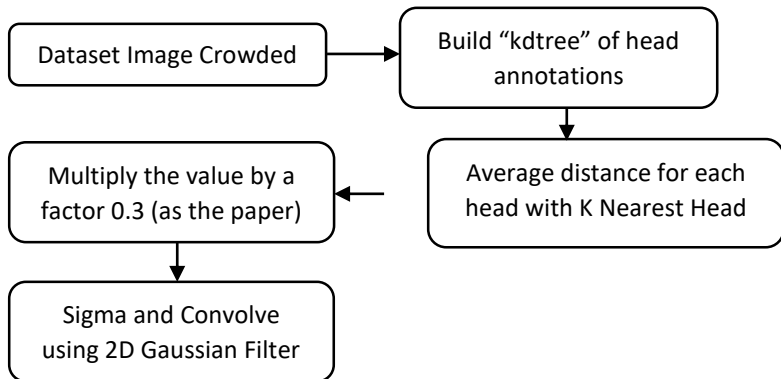 Dataset Image Crowded
Build “kdtree” of head
annotations
Average distance for each
head with K Nearest Head
Multiply the value by a
factor 0.3 (as the paper)
Sigma and Convolve
using 2D Gaussian Filter